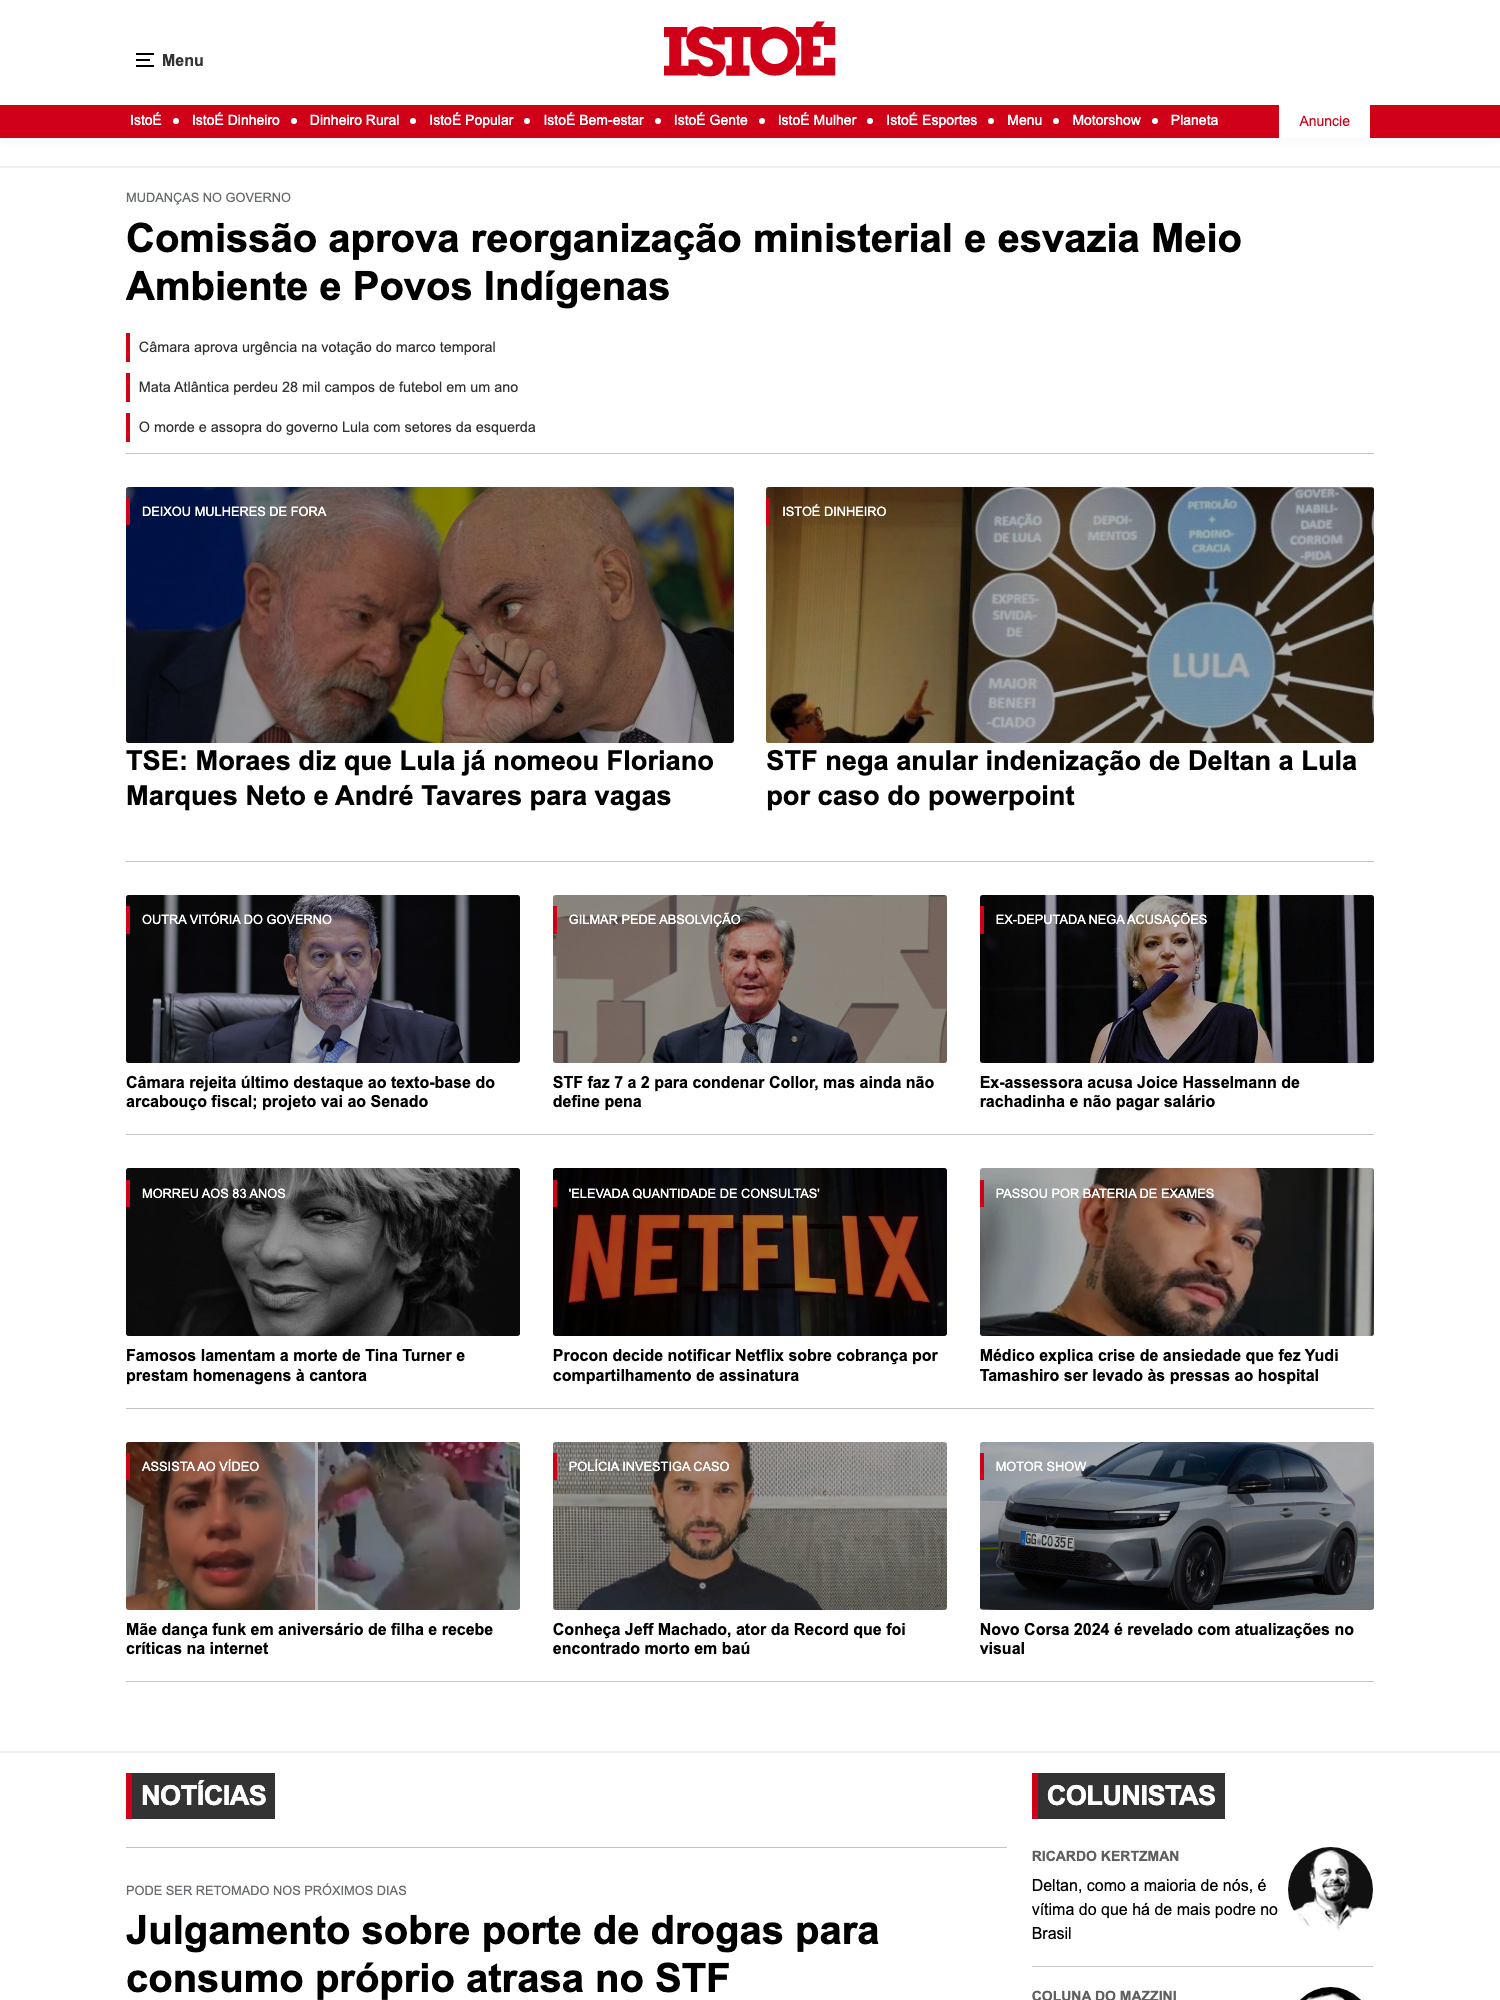 Menu
ISTOÉ
IstoÉ • IstoÉ Dinheiro • Dinheiro Rural • IstoÉ Popular • IstoÉ Bem-estar • IstoÉ Gente • IstoÉ Mulher • IstoÉ Esportes • Menu • Motorshow • Planeta
Anuncie
MUDANÇAS NO GOVERNO
Comissão aprova reorganização ministerial e esvazia Meio
Ambiente e Povos Indígenas
Câmara aprova urgência na votação do marco temporal
Mata Atlântica perdeu 28 mil campos de futebol em um ano
O morde e assopra do governo Lula com setores da esquerda
DEIXOU MULHERES DE FORA
TSE: Moraes diz que Lula já nomeou Floriano
Marques Neto e André Tavares para vagas
ISTOÉ DINHEIRO
REAÇÃO
DE LULA
DEPOI-
MENTOS
PETROLÃO
+
PROPINO-
CRACIA
GOVER-
NABILI-
DADE
CORROM
-PIDA
EXPRES-
SIVIDA-
DE
LULA
MAIOR
BENEFI
-CIADO
STF nega anular indenização de Deltan a Lula
por caso do powerpoint
OUTRA VITÓRIA DO GOVERNO
Câmara rejeita último destaque ao texto-base do
arcabouço fiscal; projeto vai ao Senado
GILMAR PEDE ABSOLVIÇÃO
STF faz 7 a 2 para condenar Collor, mas ainda não
define pena
EX-DEPUTADA NEGA ACUSAÇÕES
Ex-assessora acusa Joice Hasselmann de
rachadinha e não pagar salário
MORREU AOS 83 ANOS
Famosos lamentam a morte de Tina Turner e
prestam homenagens à cantora
'ELEVADA QUANTIDADE DE CONSULTAS'
NETFLIX
Procon decide notificar Netflix sobre cobrança por
compartilhamento de assinatura
PASSOU POR BATERIA DE EXAMES
Médico explica crise de ansiedade que fez Yudi
Tamashiro ser levado às pressas ao hospital
ASSISTA AO VÍDEO
Mãe dança funk em aniversário de filha e recebe
críticas na internet
POLÍCIA INVESTIGA CASO
Conheça Jeff Machado, ator da Record que foi
encontrado morto em baú
MOTOR SHOW
GG CO 35 E
Novo Corsa 2024 é revelado com atualizações no
visual
NOTÍCIAS
PODE SER RETOMADO NOS PRÓXIMOS DIAS
Julgamento sobre porte de drogas para
consumo próprio atrasa no STF
COLUNISTAS
RICARDO KERTZMAN
Deltan, como a maioria de nós, é
vítima do que há de mais podre no
Brasil
COLUNA DO MAZZINI